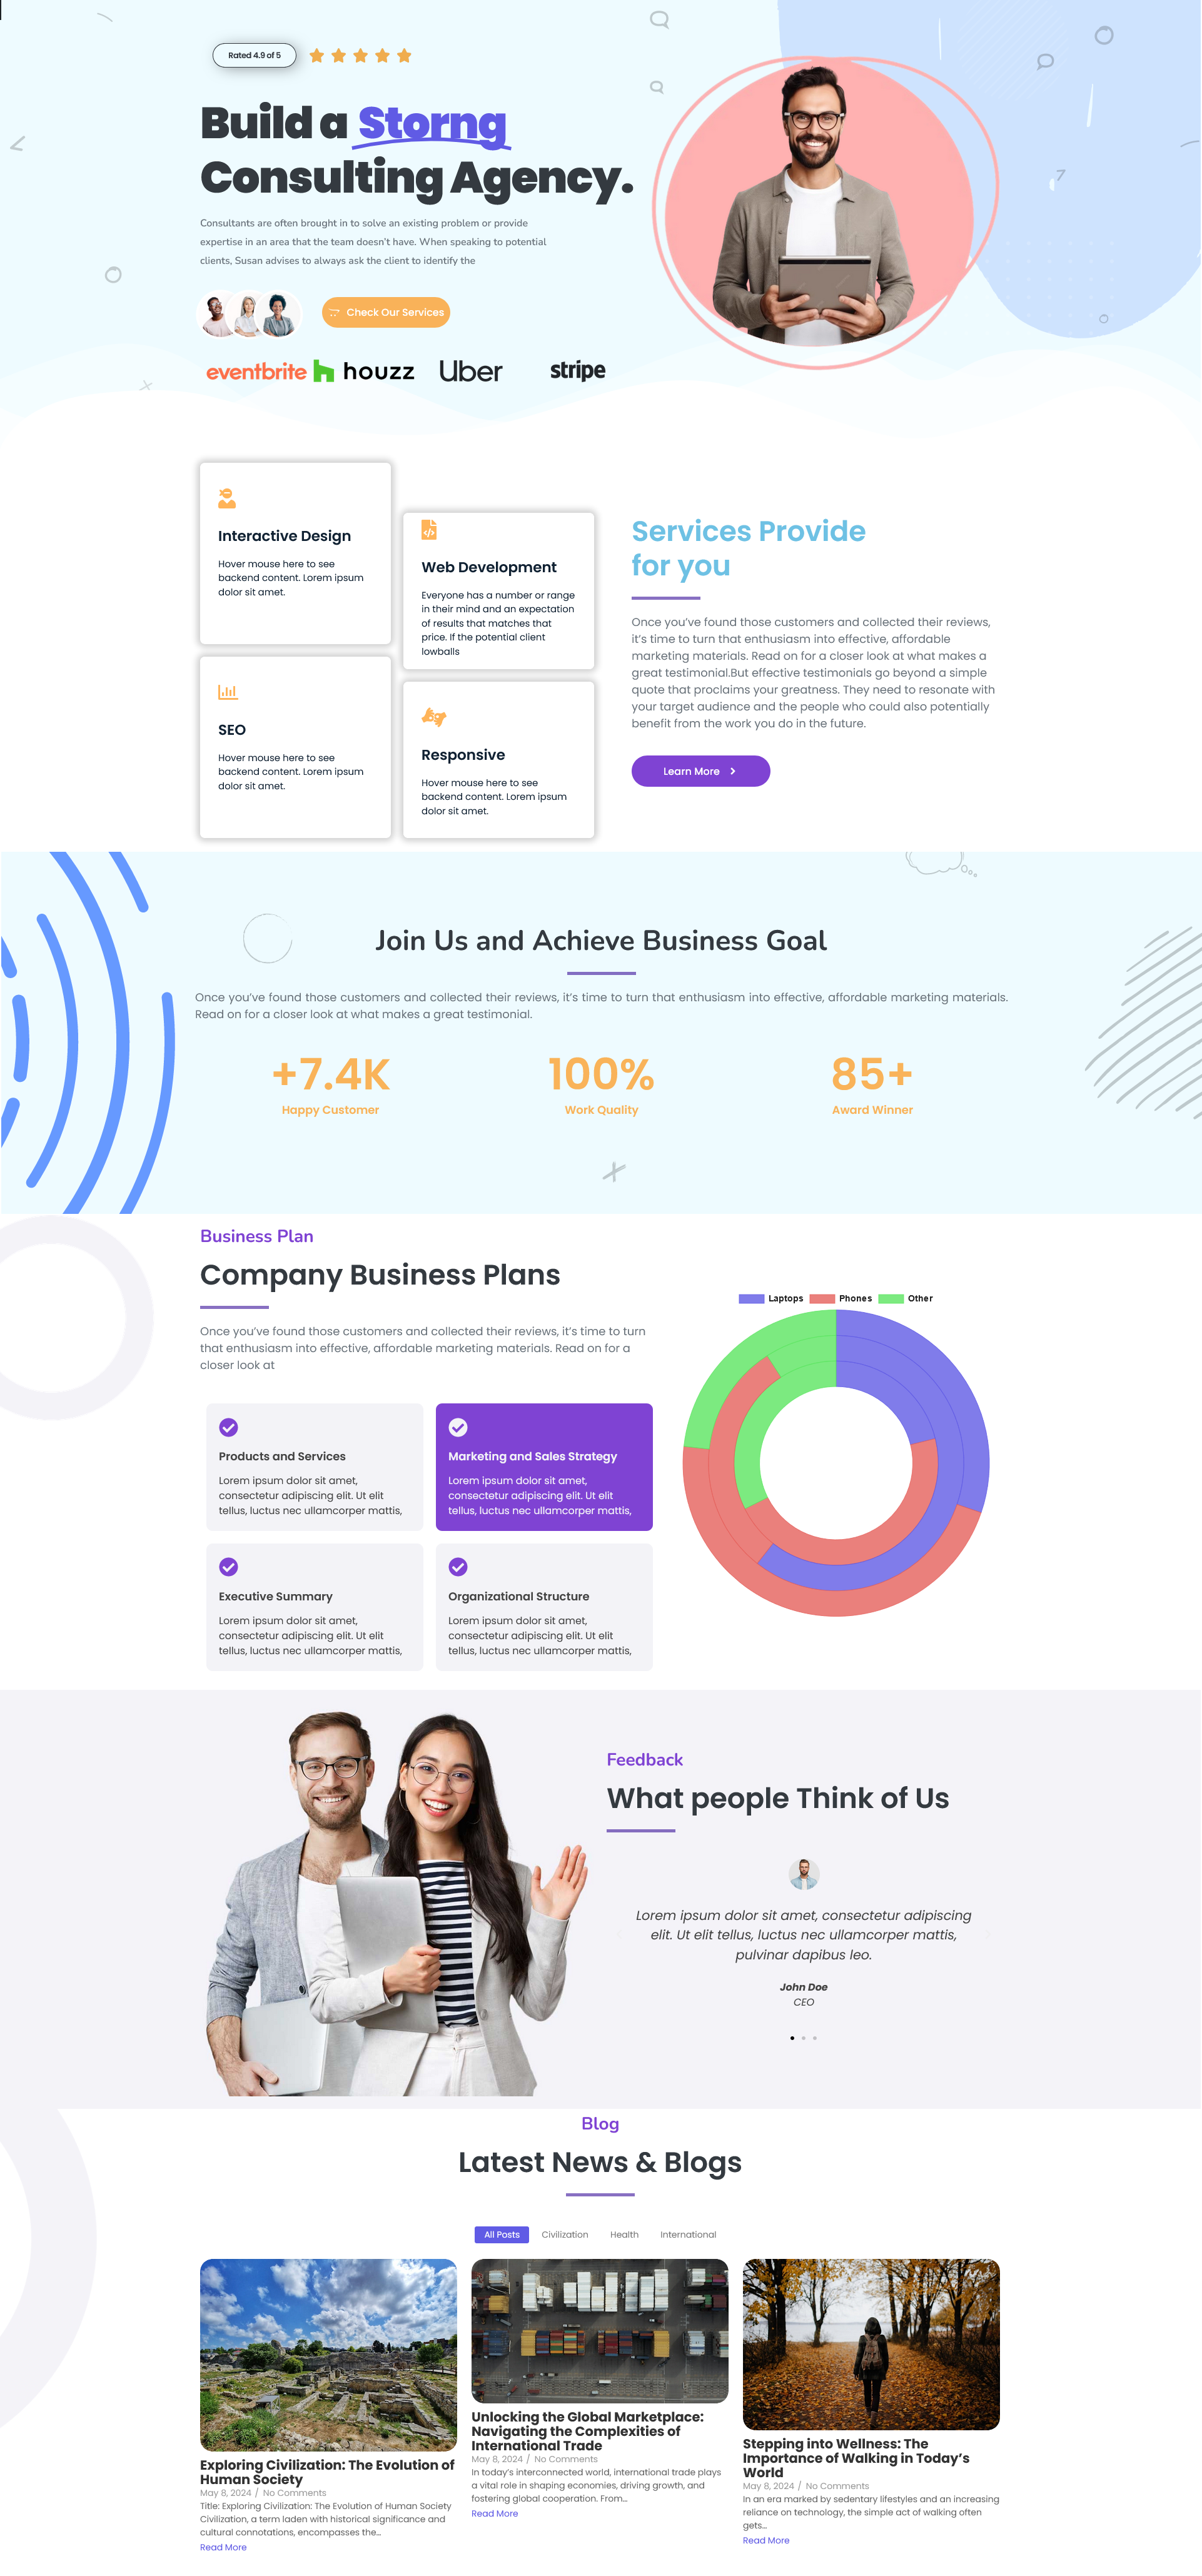 Rated 4.9 of 5
Build a Storng
Consulting Agency.
Consultants are often brought in to solve an existing problem or provide
expertise in an area that the team doesn't have. When speaking to potential
clients, Susan advises to always ask the client to identify the
Check Our Services
eventbrite houzz Uber stripe
Interactive Design
Hover mouse here to see
backend content. Lorem ipsum
dolor sit amet.
Web Development
Everyone has a number or range
in their mind and an expectation
of results that matches that
price. If the potential client
lowballs
SEO
Hover mouse here to see
backend content. Lorem ipsum
dolor sit amet.
Responsive
Hover mouse here to see
backend content. Lorem ipsum
dolor sit amet.
Services Provide
for you
Once you've found those customers and collected their reviews,
it's time to turn that enthusiasm into effective, affordable
marketing materials. Read on for a closer look at what makes a
great testimonial.But effective testimonials go beyond a simple
quote that proclaims your greatness. They need to resonate with
your target audience and the people who could also potentially
benefit from the work you do in the future.
Learn More
Join Us and Achieve Business Goal
Once you've found those customers and collected their reviews, it's time to turn that enthusiasm into effective, affordable marketing materials.
Read on for a closer look at what makes a great testimonial.
+7.4K
Happy Customer
100%
Work Quality
85+
Award Winner
Business Plan
Company Business Plans
Once you've found those customers and collected their reviews, it's time to turn
that enthusiasm into effective, affordable marketing materials. Read on for a
closer look at
Products and Services
Lorem ipsum dolor sit amet,
consectetur adipiscing elit. Ut elit
tellus, luctus nec ullamcorper mattis,
Marketing and Sales Strategy
Lorem ipsum dolor sit amet,
consectetur adipiscing elit. Ut elit
tellus, luctus nec ullamcorper mattis,
Executive Summary
Lorem ipsum dolor sit amet,
consectetur adipiscing elit. Ut elit
tellus, luctus nec ullamcorper mattis,
Organizational Structure
Lorem ipsum dolor sit amet,
consectetur adipiscing elit. Ut elit
tellus, luctus nec ullamcorper mattis,
Laptops Phones Other
Feedback
What people Think of Us
Lorem ipsum dolor sit amet, consectetur adipiscing
elit. Ut elit tellus, luctus nec ullamcorper mattis,
pulvinar dapibus leo.
John Doe
CEO
Blog
Latest News & Blogs
All Posts Civilization Health International
Exploring Civilization: The Evolution of
Human Society
May 8, 2024 / No Comments
Title: Exploring Civilization: The Evolution of Human Society
Civilization, a term laden with historical significance and
cultural connotations, encompasses the...
Read More
Unlocking the Global Marketplace:
Navigating the Complexities of
International Trade
May 8, 2024 / No Comments
In today's interconnected world, international trade plays
a vital role in shaping economies, driving growth, and
fostering global cooperation. From...
Read More
Stepping into Wellness: The
Importance of Walking in Today's
World
May 8, 2024 / No Comments
In an era marked by sedentary lifestyles and an increasing
reliance on technology, the simple act of walking often
gets...
Read More